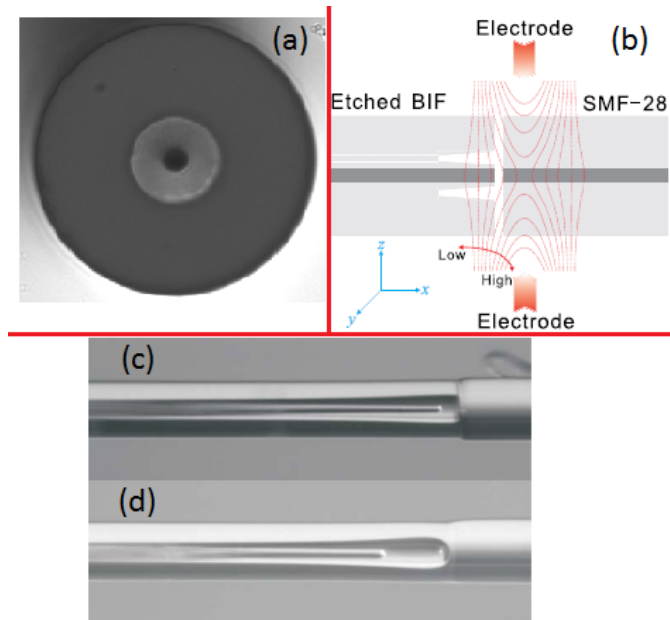 (a)
Electrode
(b)
Etched BIF
SMF-28
Low
High
z
x
y
Electrode
(c)
(d)